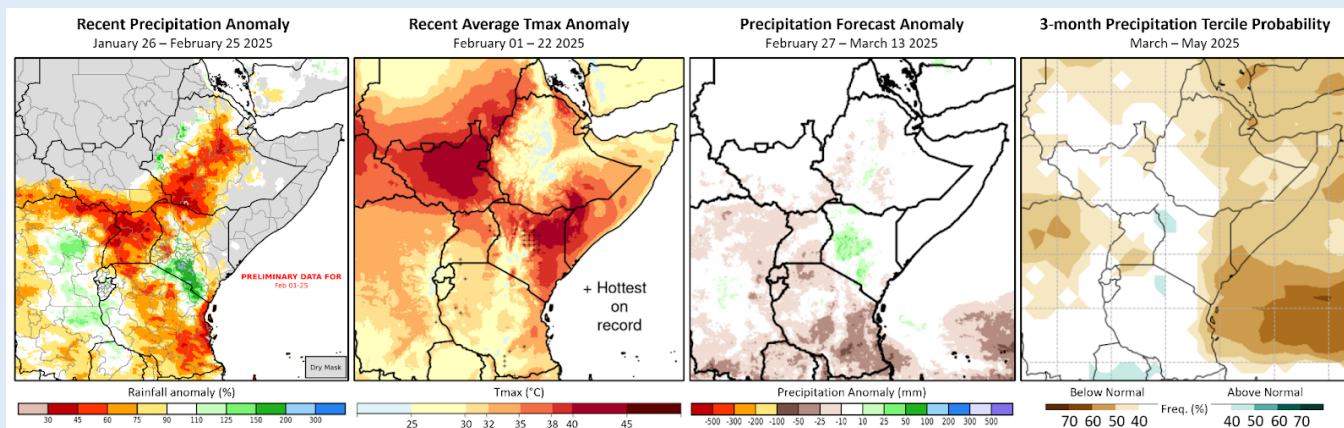 Recent Precipitation Anomaly
January 26 – February 25 2025
PRELIMINARY DATA FOR
Feb 01-25
Dry Mask
Rainfall anomaly (%)
30 45 60 75 90 110 125 150 200 300
Recent Average Tmax Anomaly
February 01 – 22 2025
+ Hottest
on
record
Tmax (°C)
25 30 32 35 38 40 45
Precipitation Forecast Anomaly
February 27 – March 13 2025
Precipitation Anomaly (mm)
-500 -300 -200 -100 -50 -25 -10 10 25 50 100 200 300 500
3-month Precipitation Tercile Probability
March – May 2025
Below Normal
Above Normal
Freq. (%)
70 60 50 40
40 50 60 70